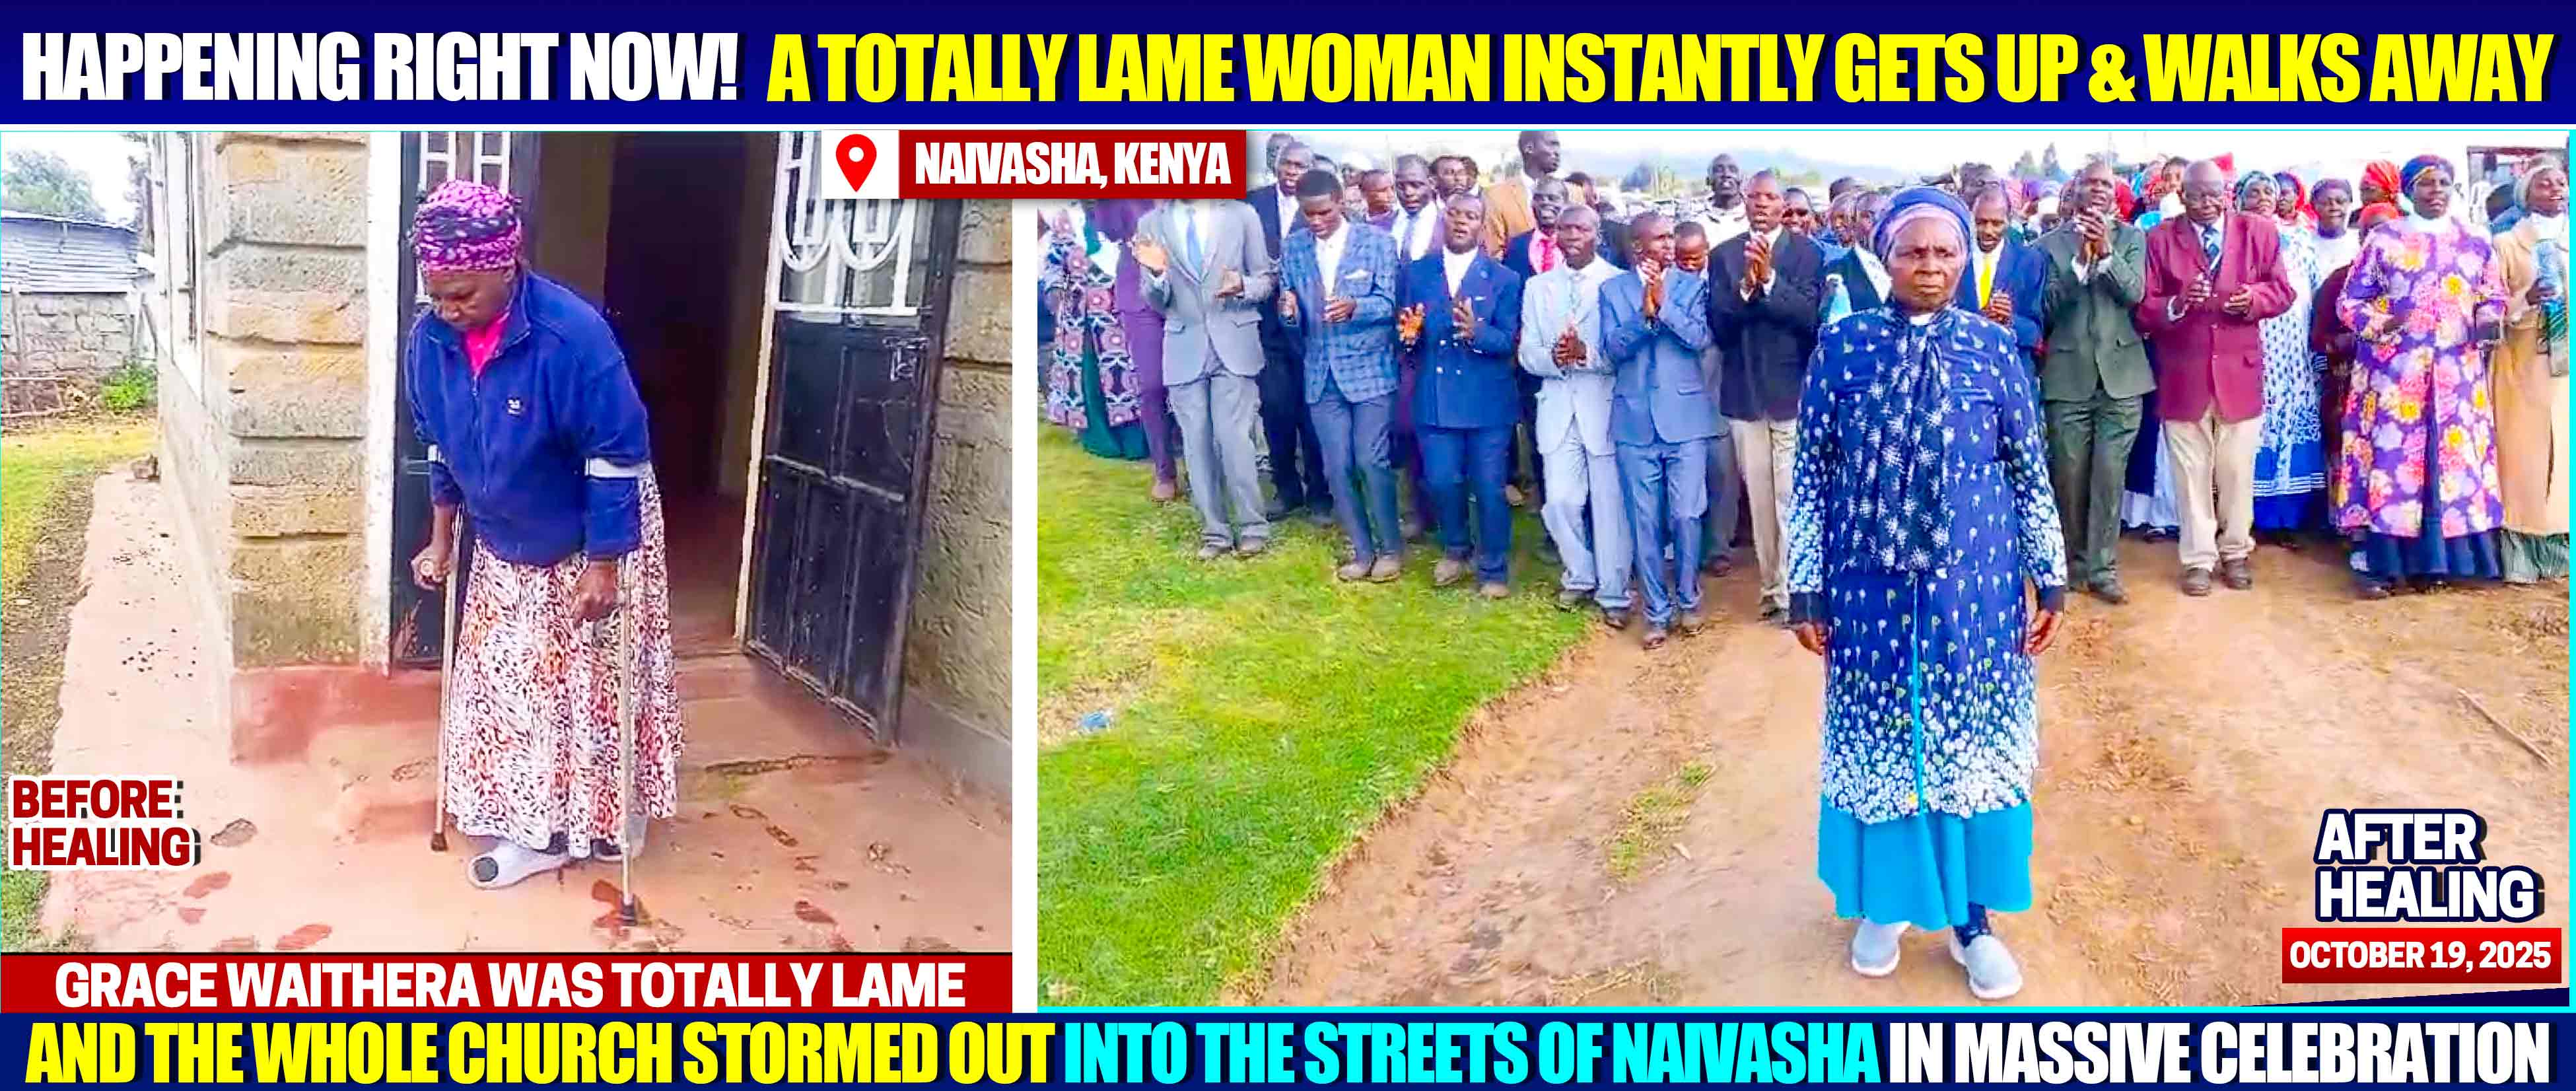 HAPPENING RIGHT NOW! A TOTALLY LAME WOMAN INSTANTLY GETS UP & WALKS AWAY
NAIVASHA, KENYA
BEFORE
HEALING
AFTER
HEALING
OCTOBER 19, 2025
GRACE WAITHERA WAS TOTALLY LAME
AND THE WHOLE CHURCH STORMED OUT INTO THE STREETS OF NAIVASHA IN MASSIVE CELEBRATION